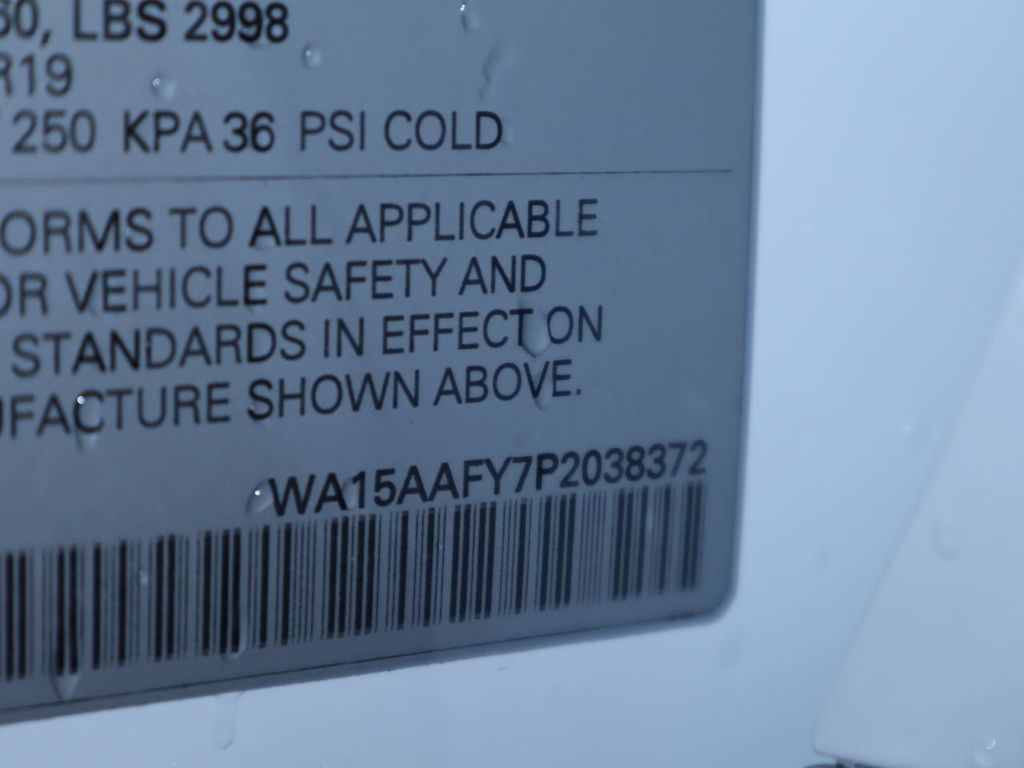 60, LBS 2998
R19
250 KPA 36 PSI COLD
ORMS TO ALL APPLICABLE
OR VEHICLE SAFETY AND
STANDARDS IN EFFECT ON
UFACTURE SHOWN ABOVE.
WA15AAFY7P2038372